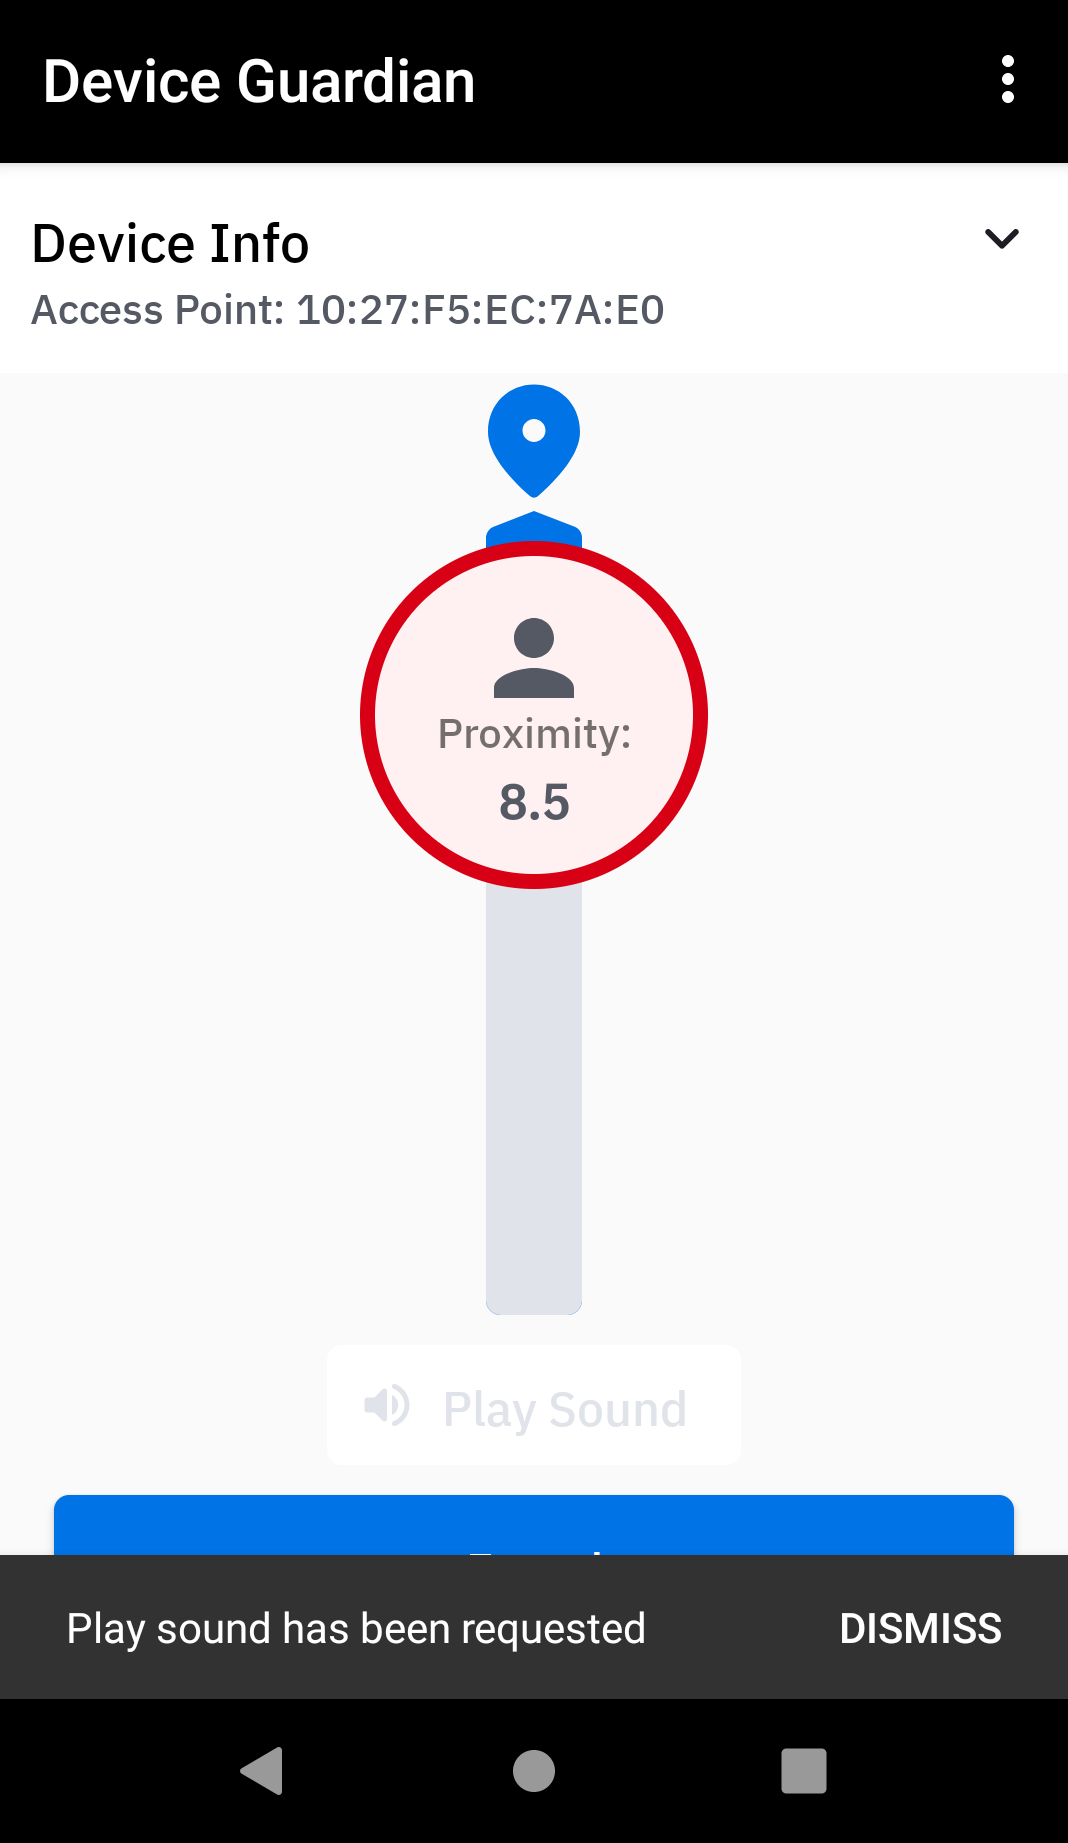 Device Guardian
Device Info
Access Point: 10:27:F5:EC:7A:E0
Proximity:
8.5
Play Sound
Play sound has been requested
DISMISS